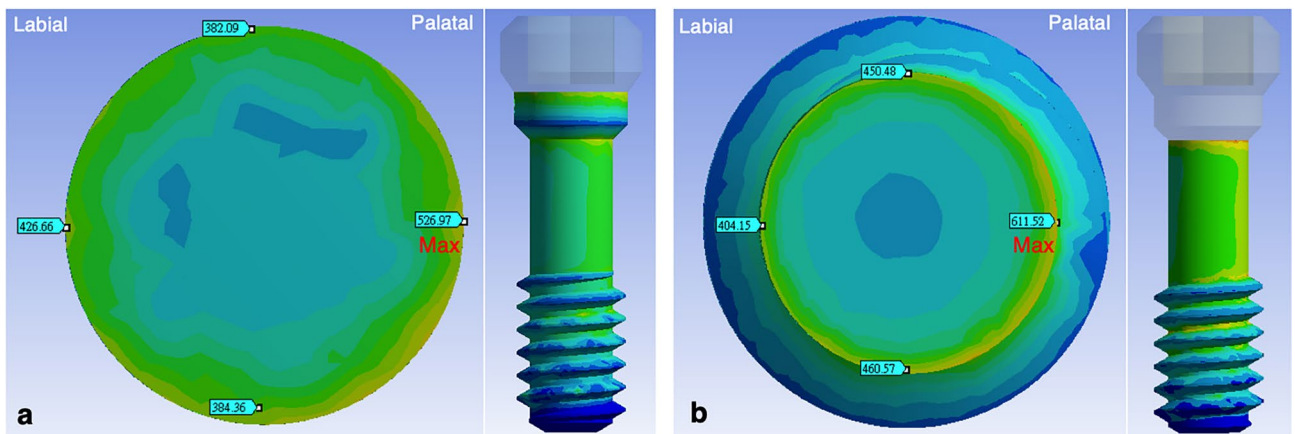 Labial
382.09
Palatal
426.66
526.97
Max
384.36
a
Labial
450.48
Palatal
404.15
611.52
Max
460.57
b